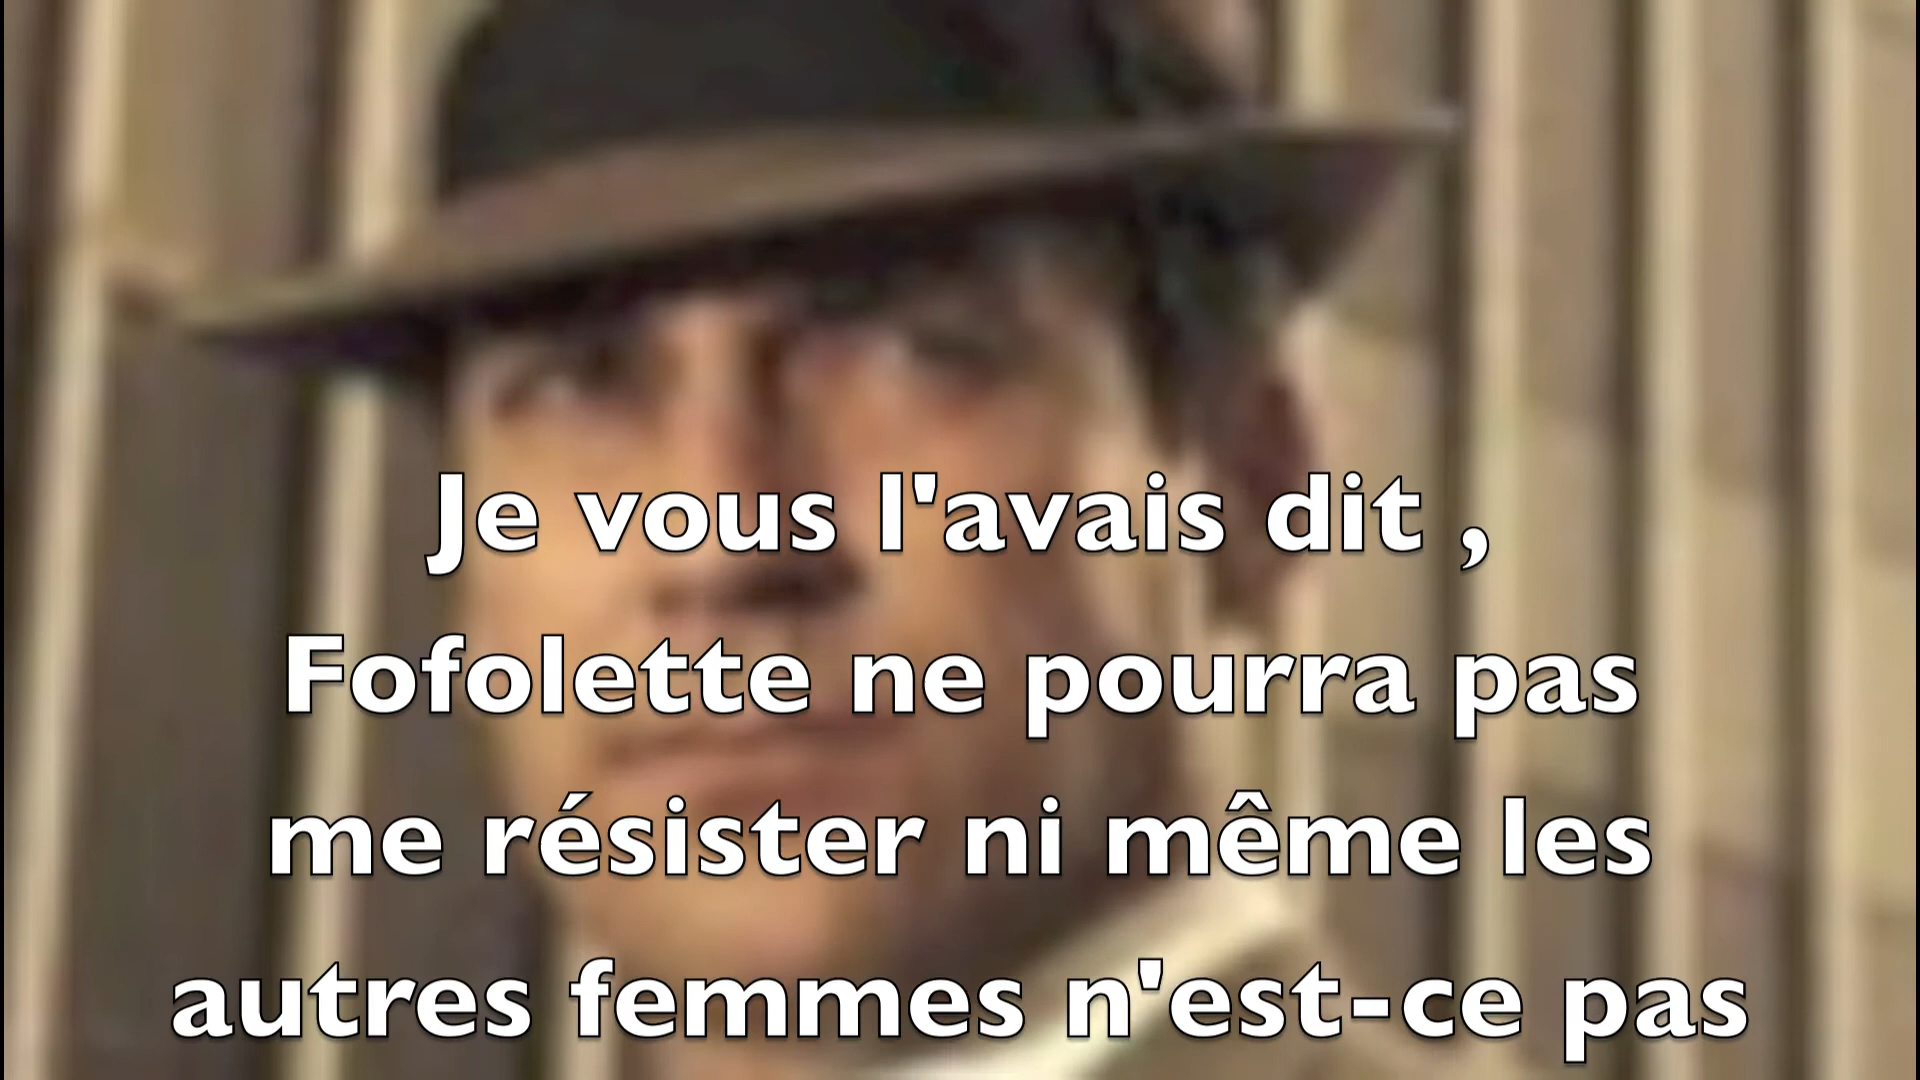 Je vous l'avais dit ,
Fofolette ne pourra pas
me résister ni même les
autres femmes n'est-ce pas